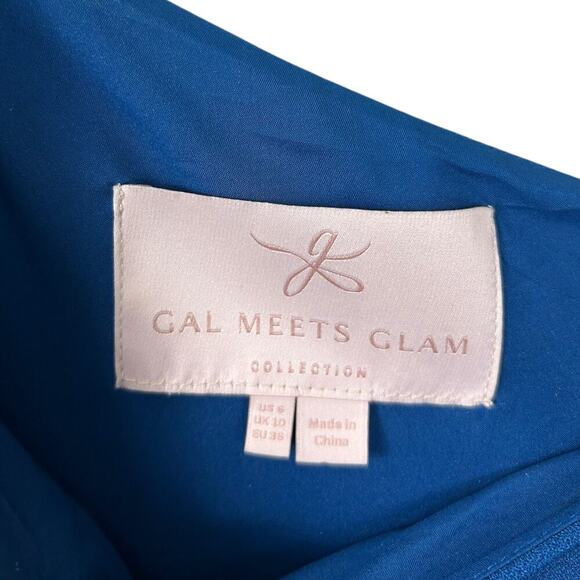 g
GAL MEETS GLAM
COLLECTION
US 6
UK 10
EU 38
Made in
China